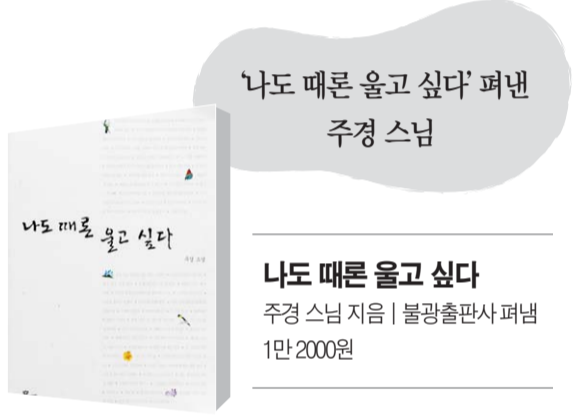 ‘나도 때론 울고 싶다’ 펴낸
주경 스님
나도 때론 울고 싶다
나도 때론 울고 싶다
주경 스님 지음 | 불광출판사 펴냄
1만 2000원